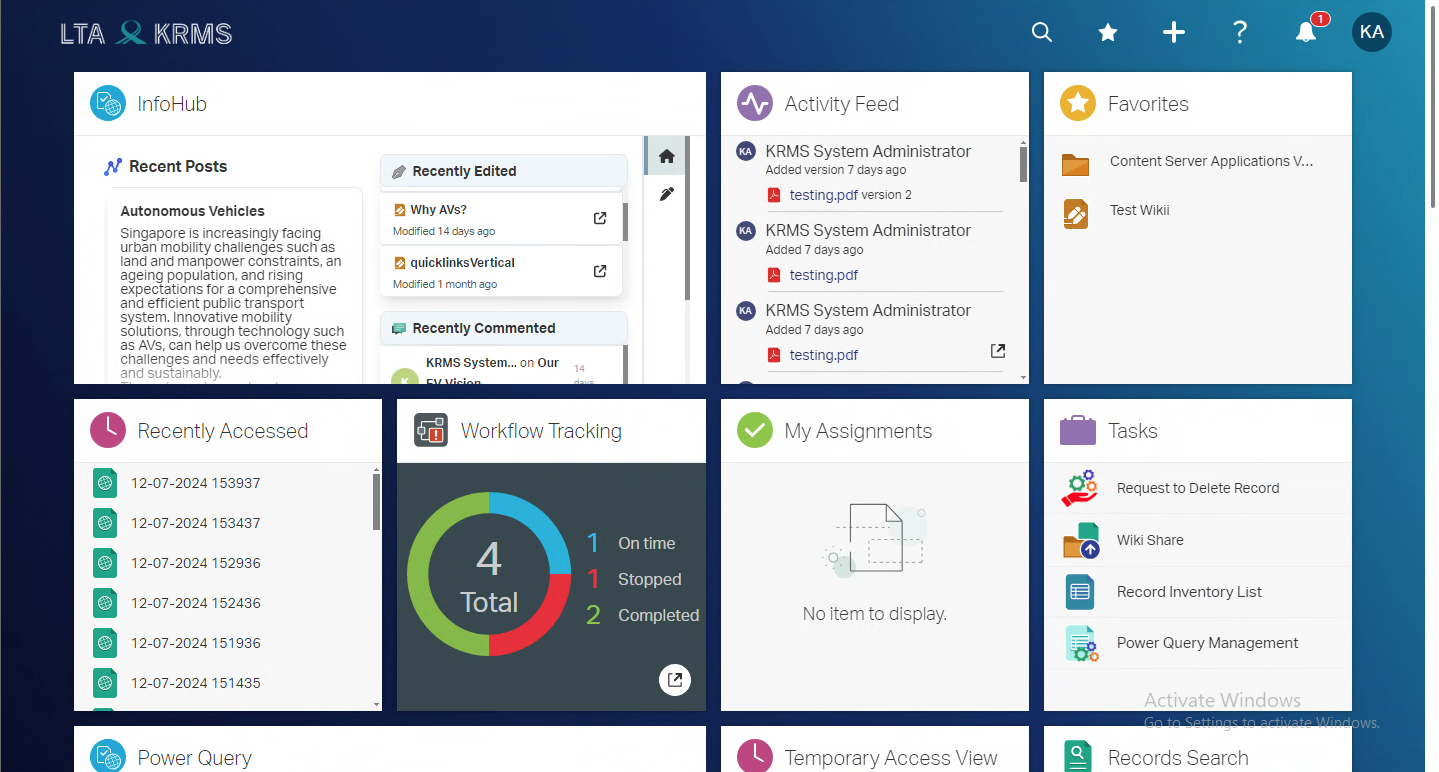 LTA KRMS
1
KA
InfoHub
Recent Posts
Autonomous Vehicles
Singapore is increasingly facing
urban mobility challenges such as
land and manpower constraints, an
ageing population, and rising
expectations for a comprehensive
and efficient public transport
system. Innovative mobility
solutions, through technology such
as AVs, can help us overcome these
challenges and needs effectively
and sustainably.
Recently Edited
Why AVs?
Modified 14 days ago
quicklinksVertical
Modified 1 month ago
Recently Commented
K
KRMS System... on Our
EV Vision
14
days
Activity Feed
KA
KRMS System Administrator
Added version 7 days ago
testing.pdf version 2
KA
KRMS System Administrator
Added 7 days ago
testing.pdf
KA
KRMS System Administrator
Added 7 days ago
testing.pdf
Favorites
Content Server Applications V...
Test Wikii
Recently Accessed
12-07-2024 153937
12-07-2024 153437
12-07-2024 152936
12-07-2024 152436
12-07-2024 151936
12-07-2024 151435
Workflow Tracking
4
Total
1 On time
1 Stopped
2 Completed
My Assignments
No item to display.
Tasks
Request to Delete Record
Wiki Share
Record Inventory List
Power Query Management
Activate Windows
Go to Settings to activate Windows.
Power Query
Temporary Access View
Records Search